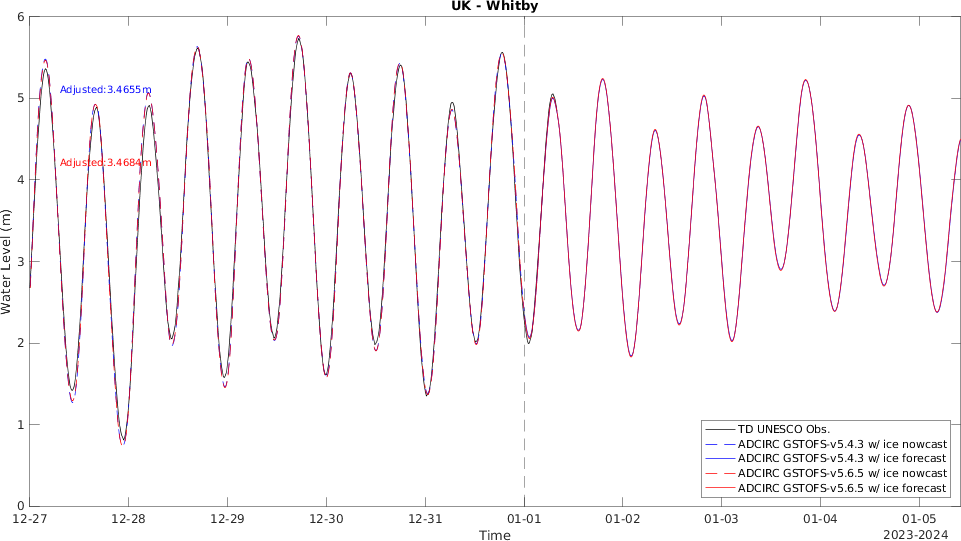 UK - Whitby
Water Level (m)
6
5
4
3
2
1
0
Adjusted:3.4655m
Adjusted:3.4684m
TD UNESCO Obs.
ADCIRC GSTOFS-v5.4.3 w/ ice nowcast
ADCIRC GSTOFS-v5.4.3 w/ ice forecast
ADCIRC GSTOFS-v5.6.5 w/ ice nowcast
ADCIRC GSTOFS-v5.6.5 w/ ice forecast
12-27 12-28 12-29 12-30 12-31 01-01 01-02 01-03 01-04 01-05
Time
2023-2024